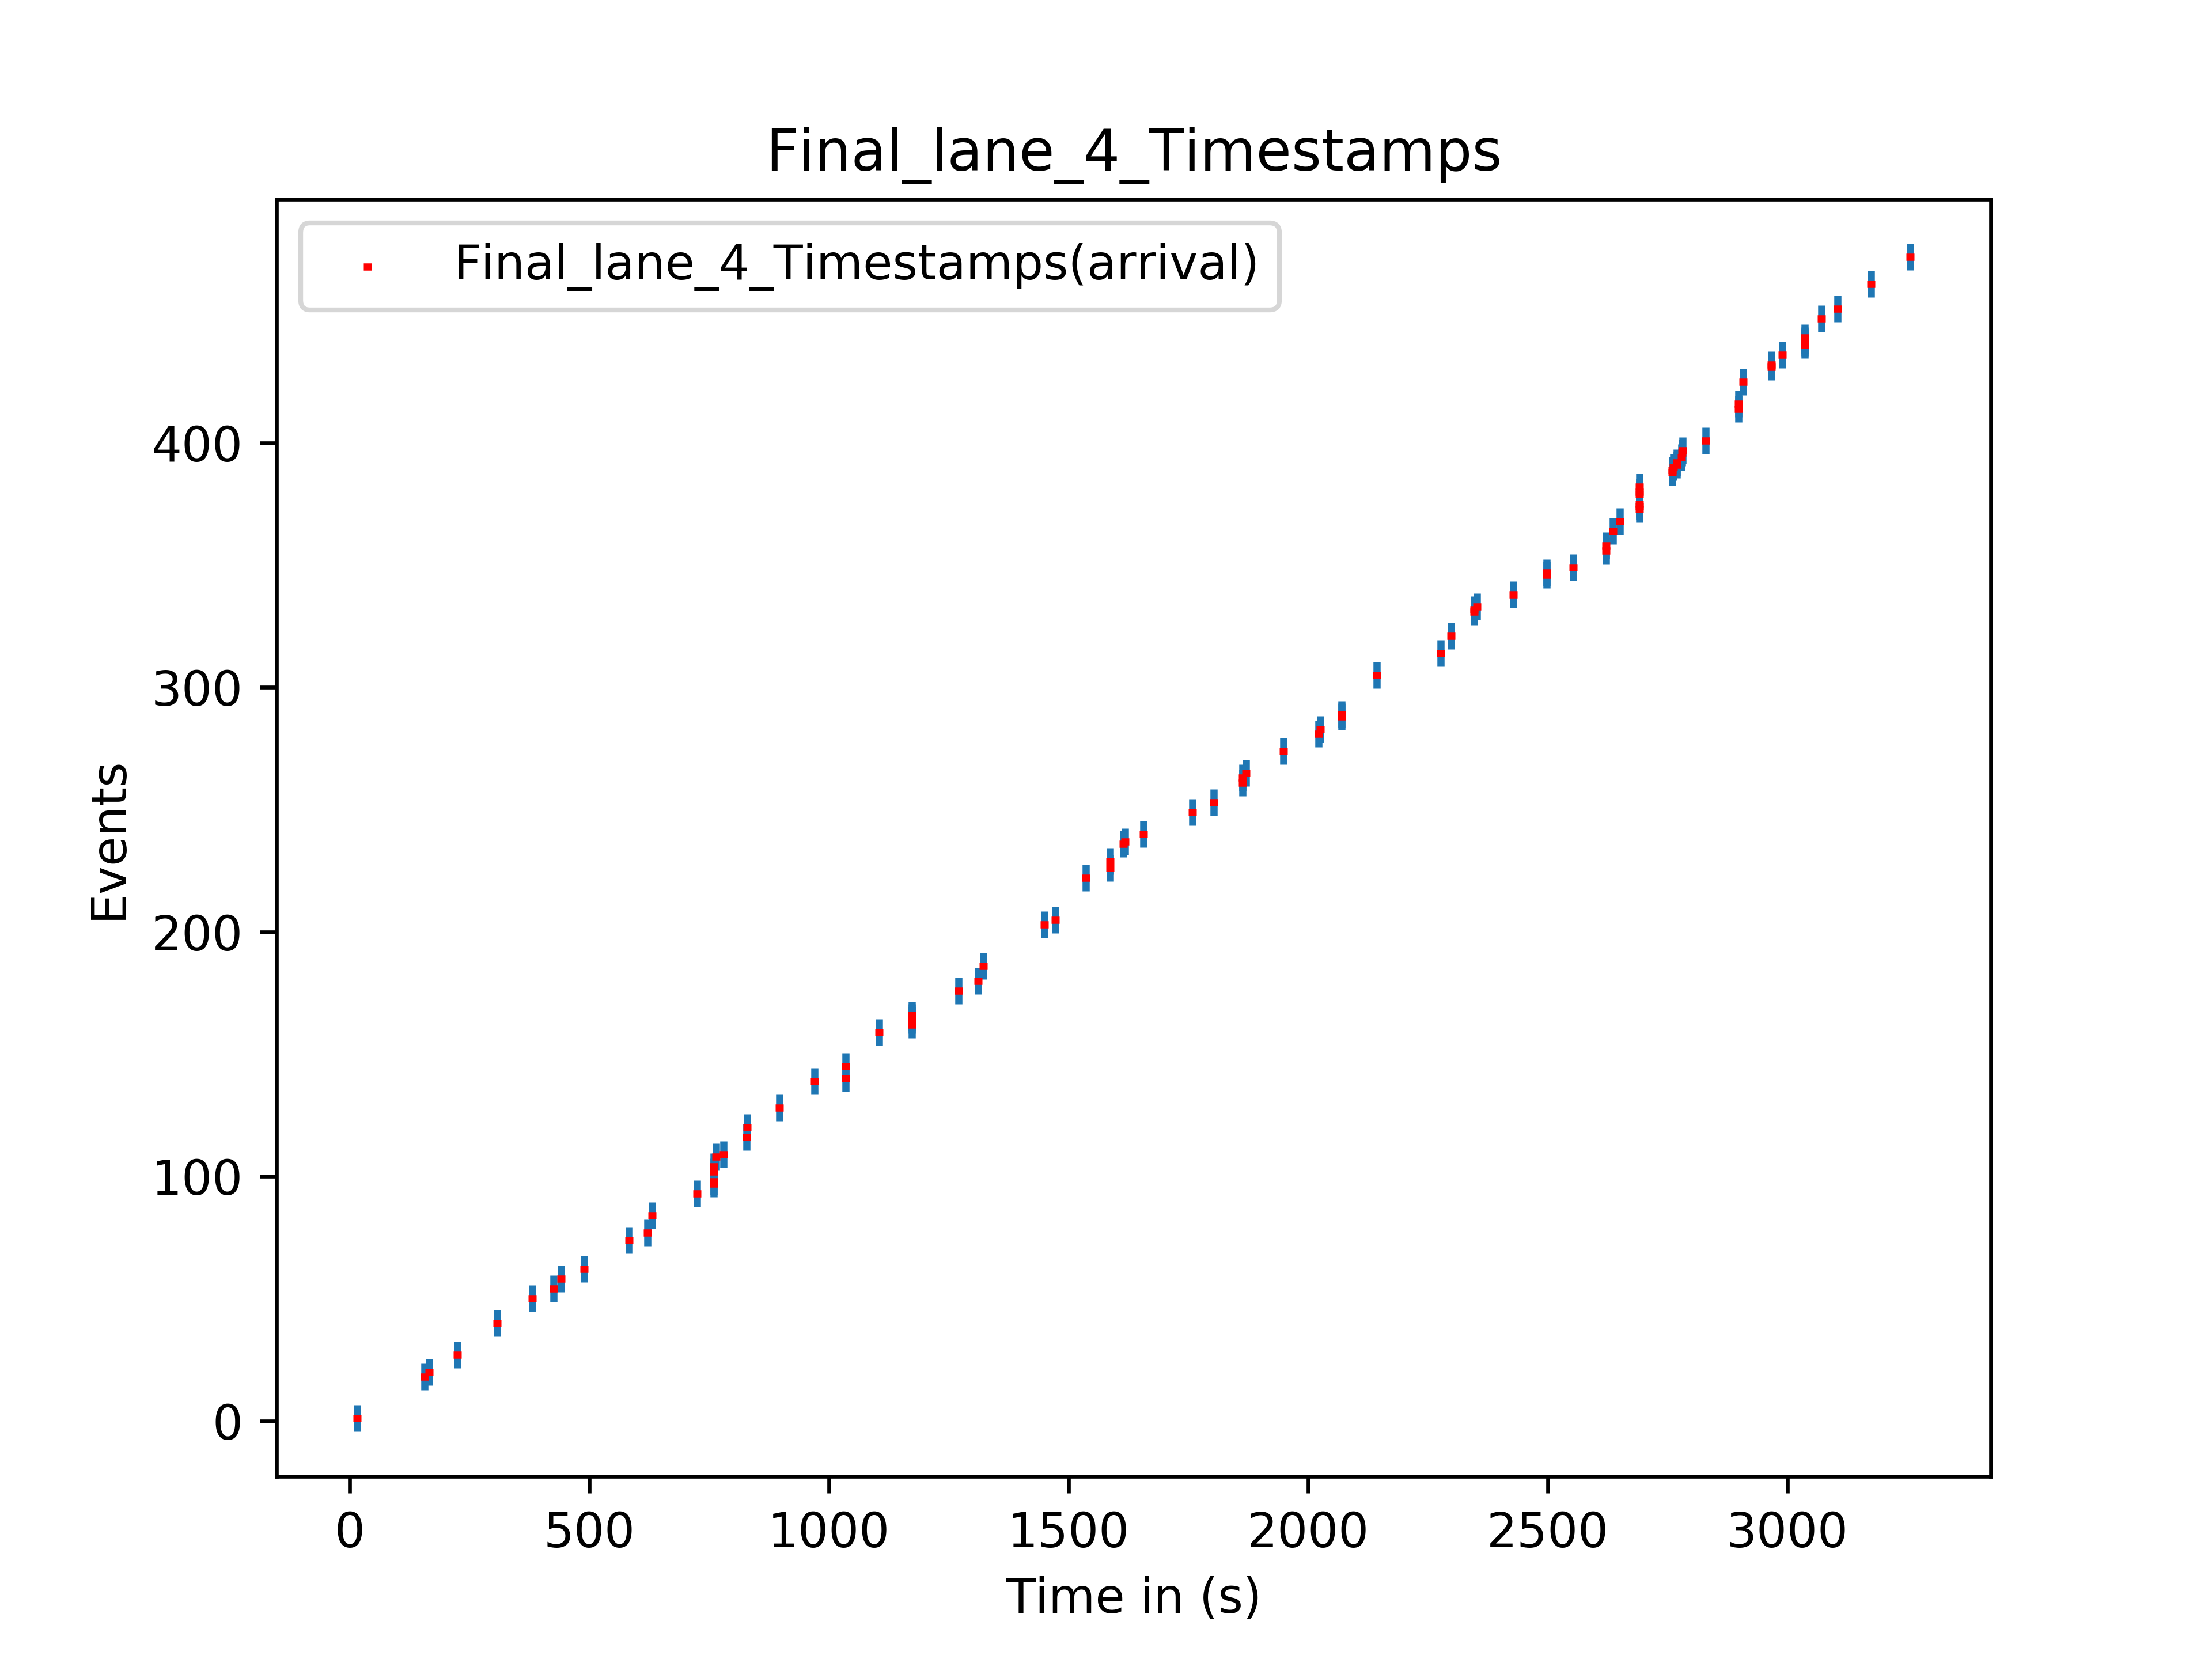 Final_lane_4_Timestamps
Final_lane_4_Timestamps(arrival)
Events
400
300
200
100
0
0 500 1000 1500 2000 2500 3000
Time in (s)